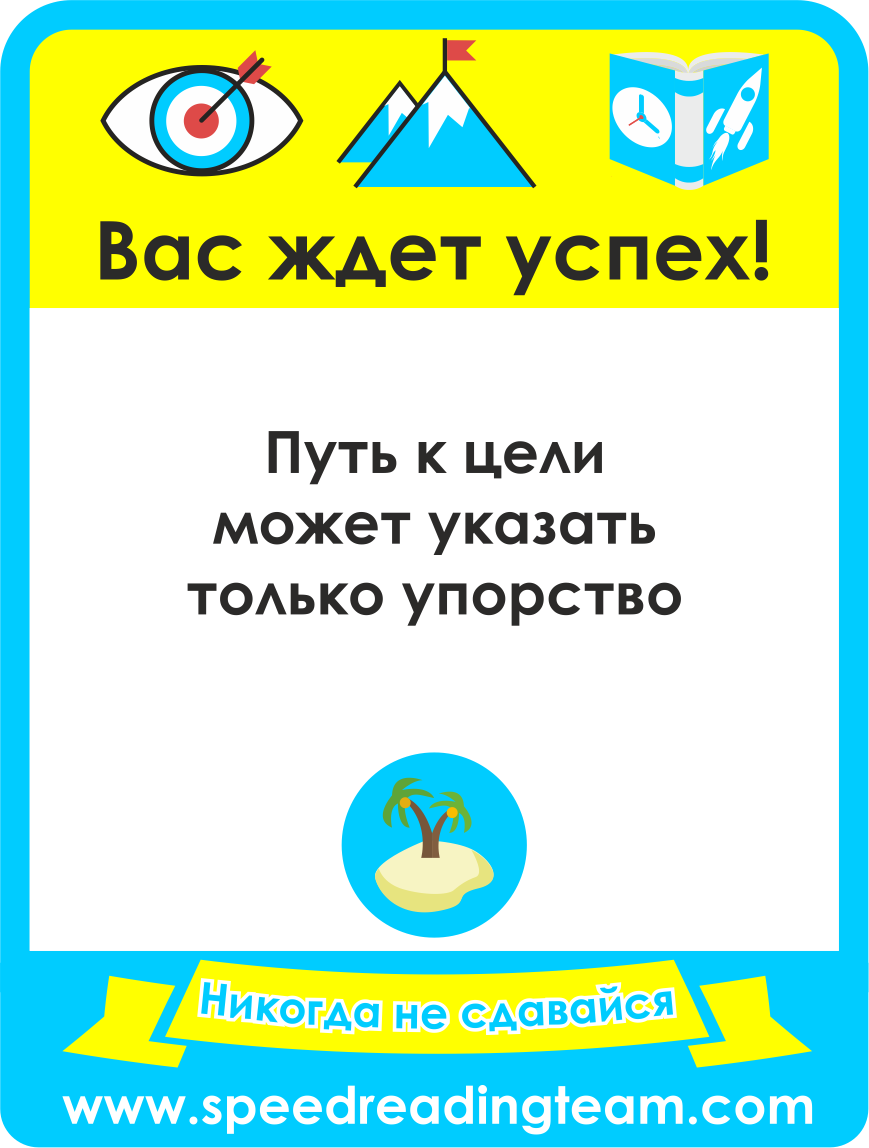 Вас ждет успех!
Путь к цели
может указать
только упорство
Никогда не сдавайся
www.speedreadingteam.com